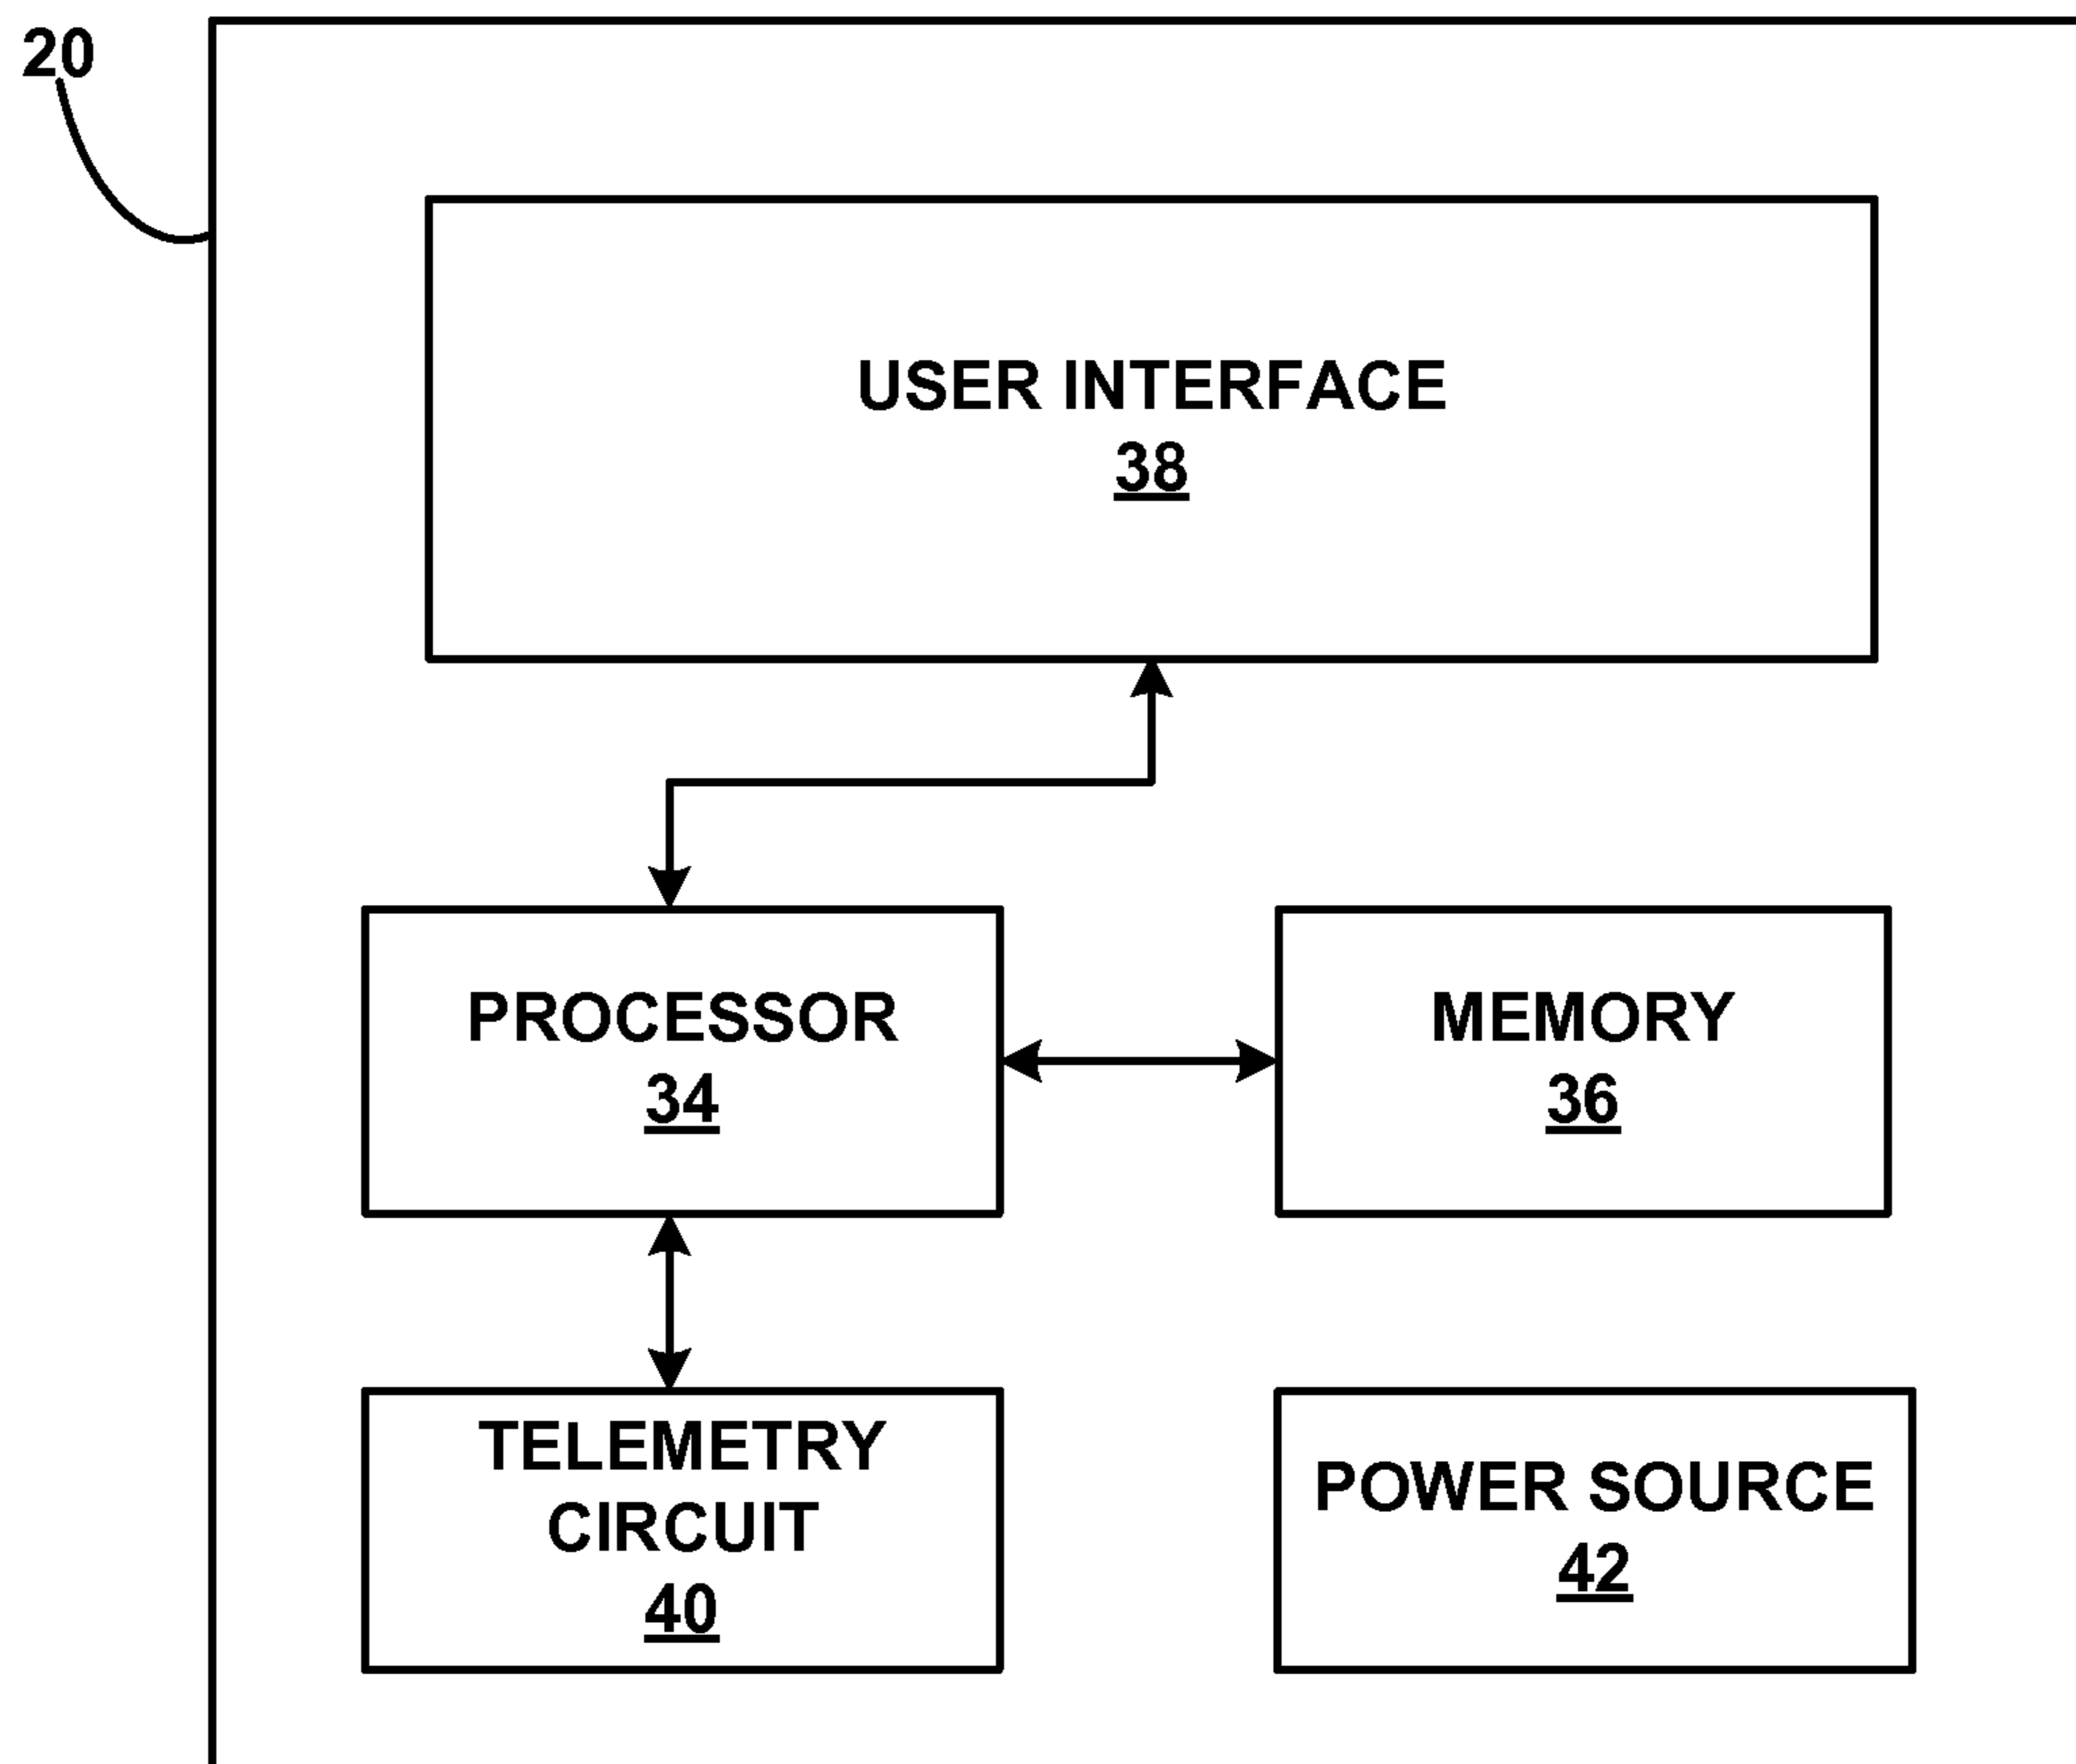 20
USER INTERFACE
38
PROCESSOR
34
MEMORY
36
TELEMETRY
CIRCUIT
40
POWER SOURCE
42